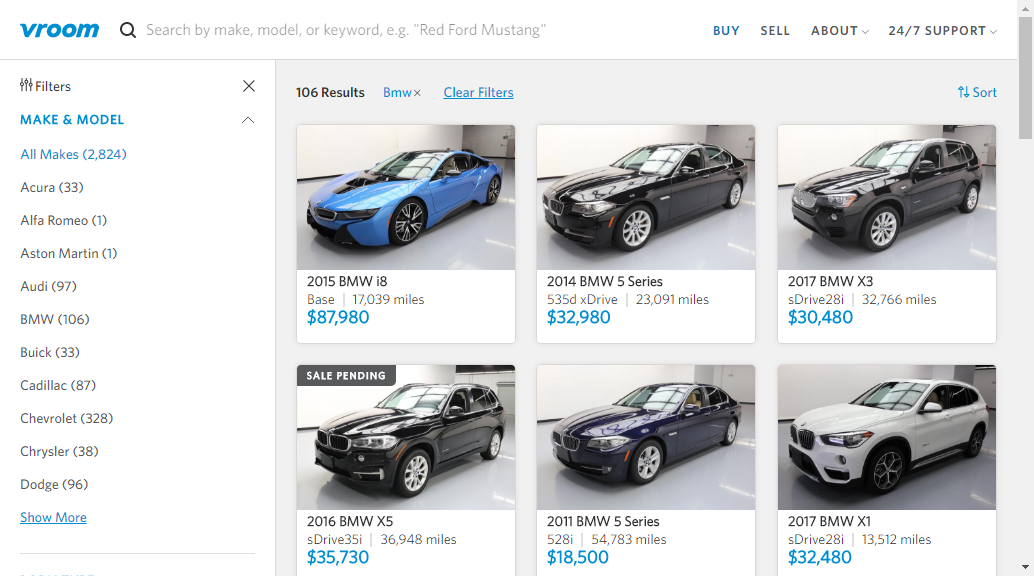 vroom
Search by make, model, or keyword, e.g. "Red Ford Mustang"
BUY
SELL
ABOUT
24/7 SUPPORT
Filters
MAKE & MODEL
All Makes (2,824)
Acura (33)
Alfa Romeo (1)
Aston Martin (1)
Audi (97)
BMW (106)
Buick (33)
Cadillac (87)
Chevrolet (328)
Chrysler (38)
Dodge (96)
Show More
106 Results
Bmw×
Clear Filters
Sort
2015 BMW i8
Base | 17,039 miles
$87,980
2014 BMW 5 Series
535d xDrive | 23,091 miles
$32,980
2017 BMW X3
sDrive28i | 32,766 miles
$30,480
SALE PENDING
2016 BMW X5
sDrive35i | 36,948 miles
$35,730
2011 BMW 5 Series
528i | 54,783 miles
$18,500
2017 BMW X1
sDrive28i | 13,512 miles
$32,480